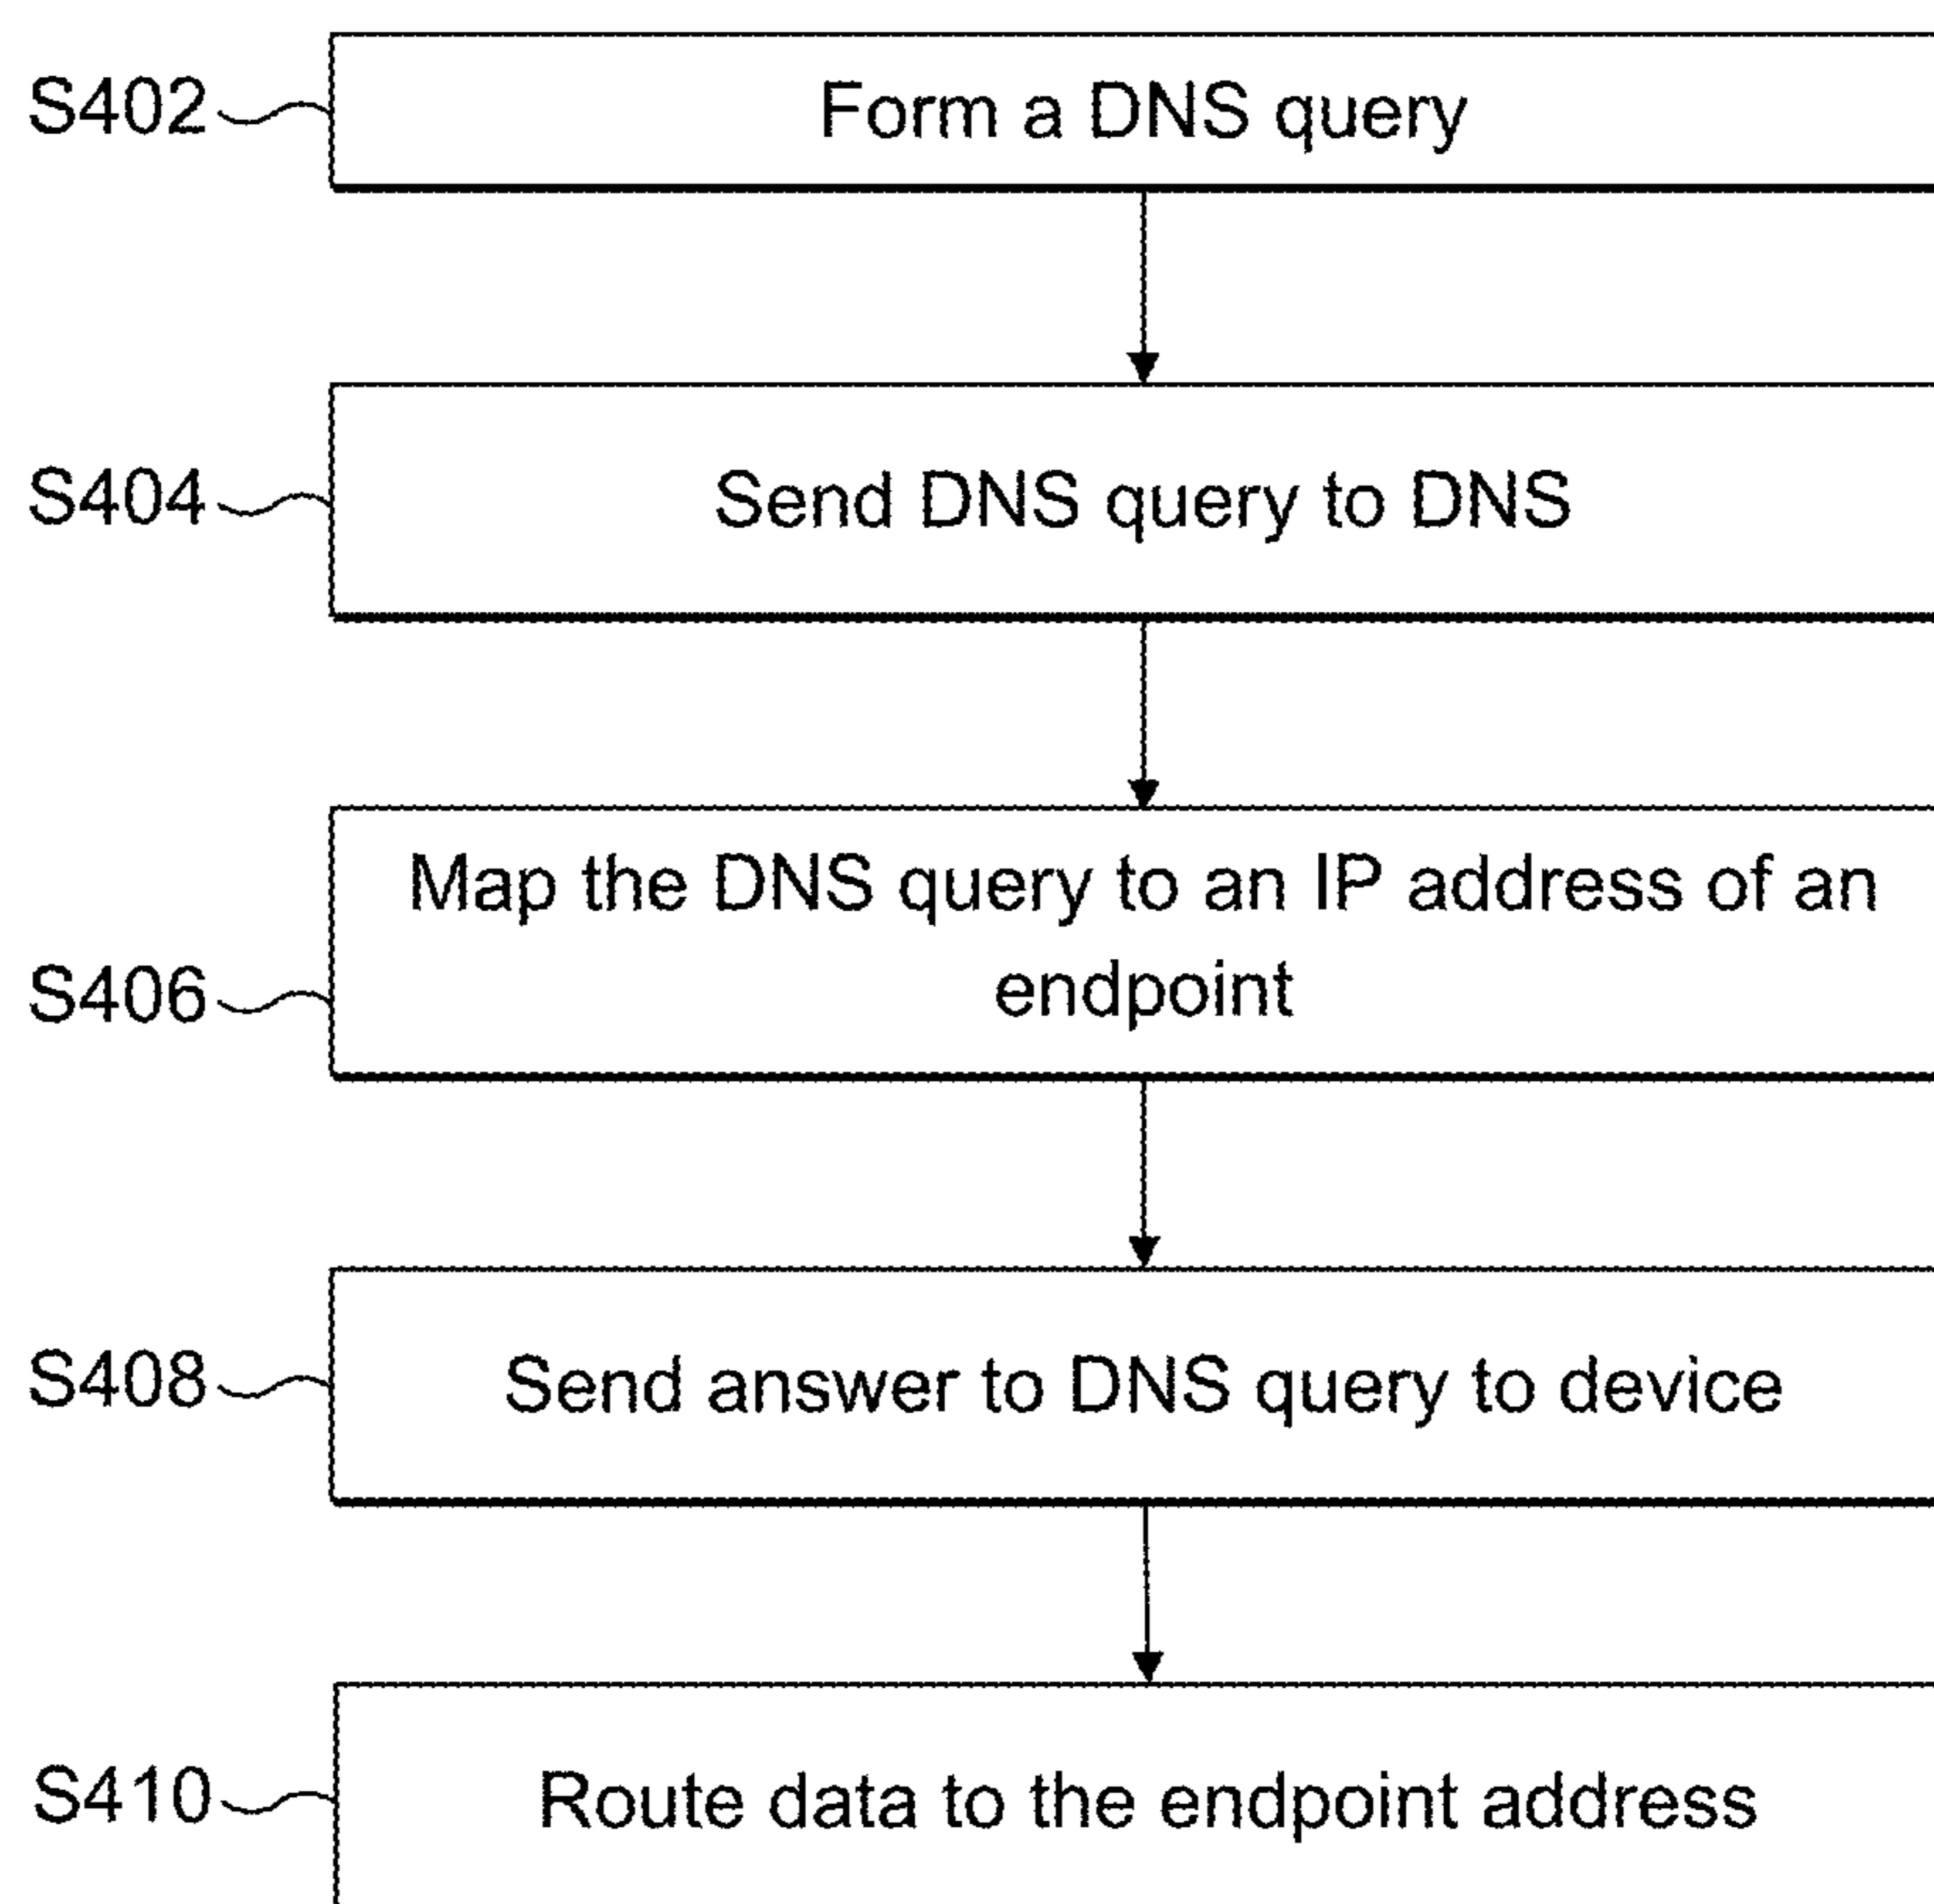 S402
Form a DNS query
S404
Send DNS query to DNS
Map the DNS query to an IP address of an
endpoint
S406
S408
Send answer to DNS query to device
S410
Route data to the endpoint address